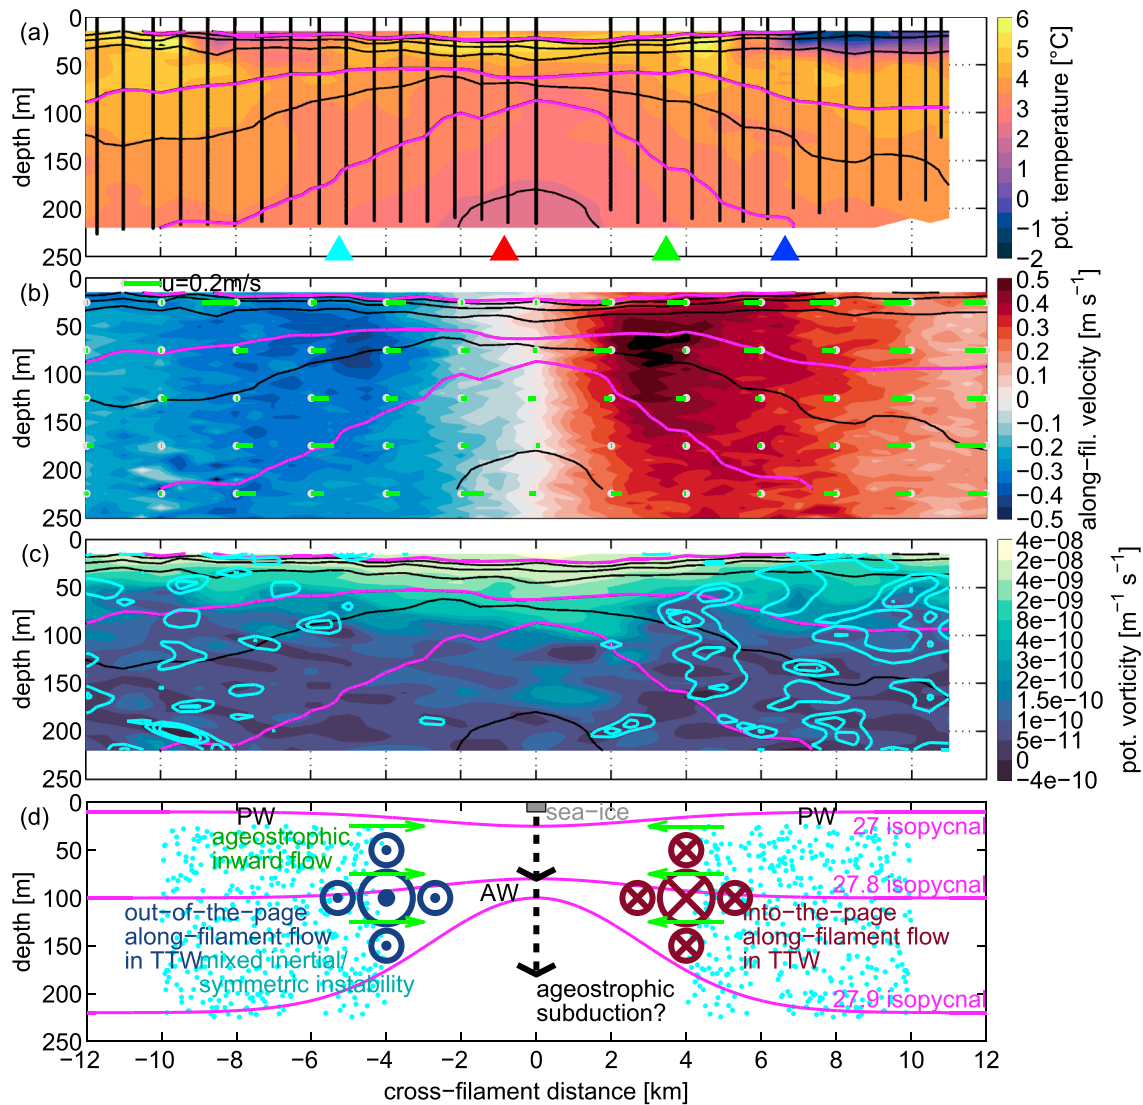 (a)
0
50
100
150
200
250
depth [m]
6
5
4
3
2
1
0
−1
−2
pot. temperature [°C]
(b)
u=0.2m/s
0
50
100
150
200
250
depth [m]
0.5
0.4
0.3
0.2
0.1
0
−0.1
−0.2
−0.3
−0.4
−0.5
along−fil. velocity [m s−1]
(c)
0
50
100
150
200
250
depth [m]
4e−08
2e−08
4e−09
2e−09
8e−10
4e−10
2e−10
1.5e−10
1e−10
5e−11
0
−4e−10
pot. vorticity [m−1 s−1]
(d)
0
50
100
150
200
250
depth [m]
PW
sea−ice
PW
ageostrophic
inward flow
27 isopycnal
27.8 isopycnal
AW
out−of−the−page
along−filament flow
in TTW
mixed inertial/
symmetric instability
into−the−page
along−filament flow
in TTW
ageostrophic
subduction?
27.9 isopycnal
−12 −10 −8 −6 −4 −2 0 2 4 6 8 10 12
cross−filament distance [km]